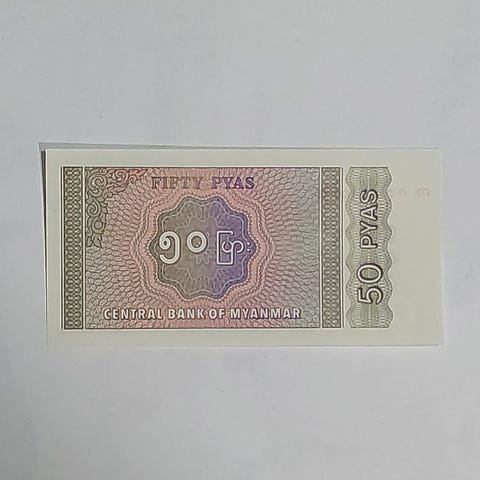 FIFTY PYAS
၅၀ ပြား
CENTRAL BANK OF MYANMAR
50 PYAS